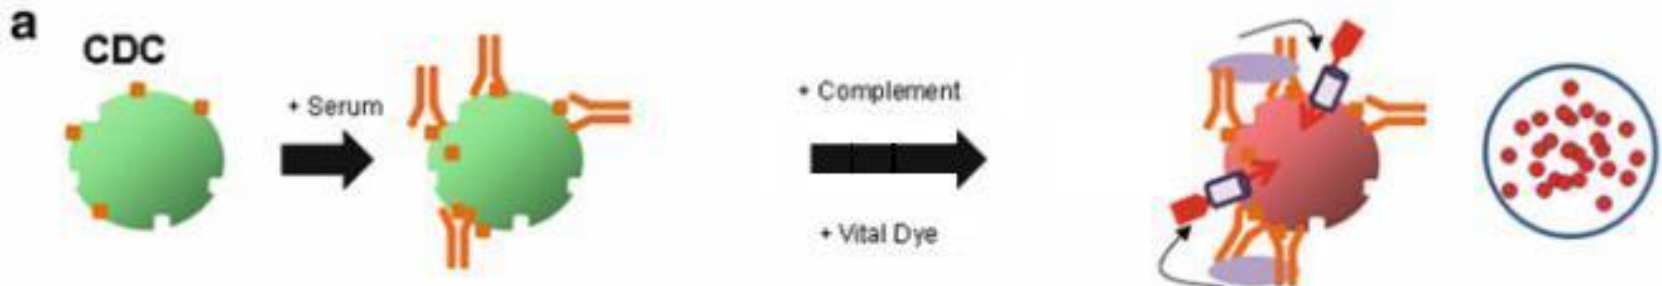 a
CDC
+ Serum
+ Complement
+ Vital Dye